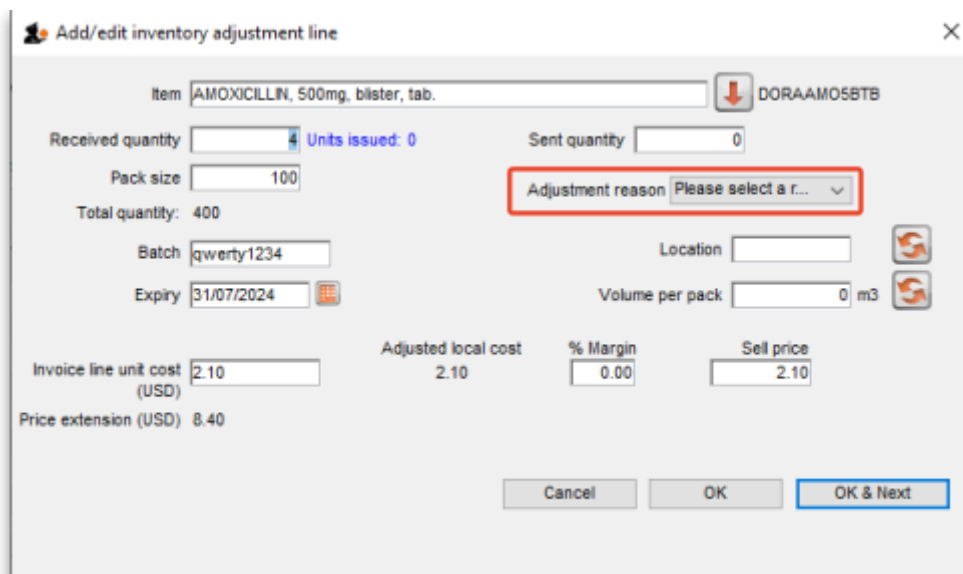 Add/edit inventory adjustment line
Item AMOXICILLIN, 500mg, blister, tab. DORAAMO5BTB
Received quantity 4 Units issued: 0 Sent quantity 0
Pack size 100
Adjustment reason Please select a r...
Total quantity: 400
Batch qwerty1234 Location
Expiry 31/07/2024 Volume per pack 0 m3
Adjusted local cost % Margin Sell price
Invoice line unit cost (USD) 2.10 2.10 0.00 2.10
Price extension (USD) 8.40
Cancel OK OK & Next